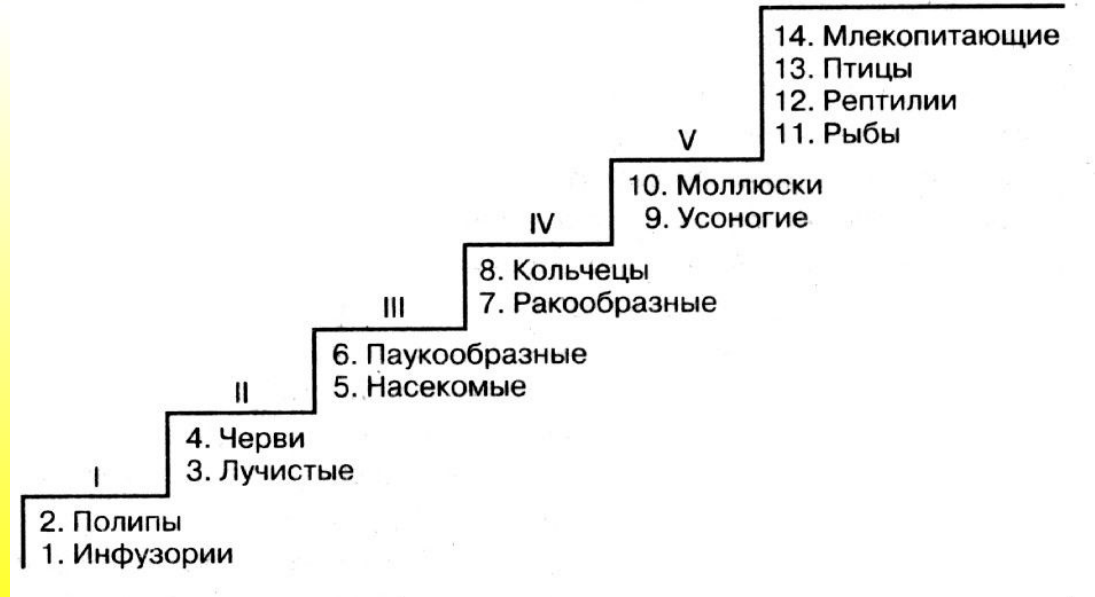 14. Млекопитающие
13. Птицы
12. Рептилии
11. Рыбы
V
10. Моллюски
9. Усоногие
IV
8. Кольчецы
7. Ракообразные
III
6. Паукообразные
5. Насекомые
II
4. Черви
3. Лучистые
I
2. Полипы
1. Инфузории